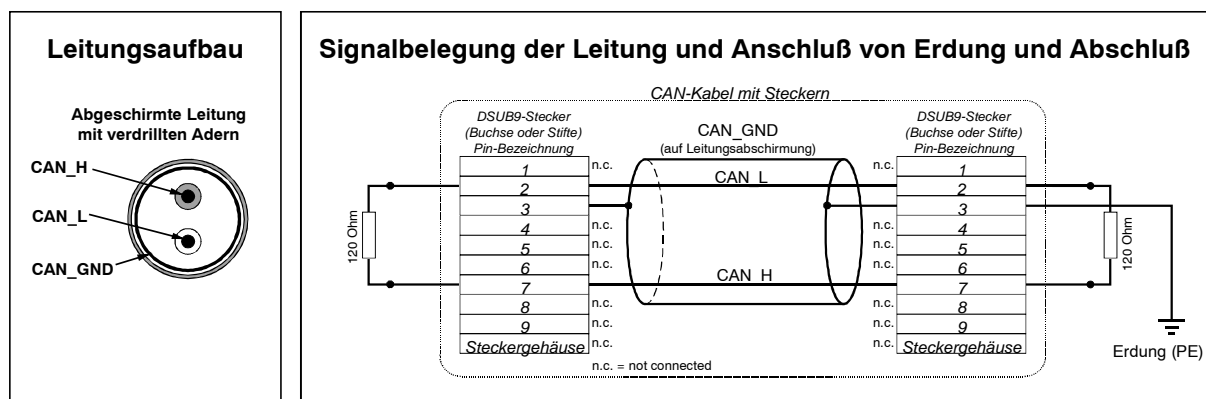 Leitungsaufbau
Abgeschirmte Leitung
mit verdrillten Adern
CAN_H
CAN_L
CAN_GND
Signalbelegung der Leitung und Anschluß von Erdung und Abschluß
CAN-Kabel mit Steckern
DSUB9-Stecker
(Buchse oder Stifte)
Pin-Bezeichnung
CAN_GND
(auf Leitungsabschirmung)
DSUB9-Stecker
(Buchse oder Stifte)
Pin-Bezeichnung
1 n.c. n.c. 1
2 CAN_L 2
3 3
4 n.c. n.c. 4
5 n.c. n.c. 5
6 n.c. n.c. 6
7 CAN_H 7
8 n.c. n.c. 8
9 n.c. n.c. 9
Steckergehäuse n.c. n.c. Steckergehäuse
120 Ohm
120 Ohm
n.c. = not connected
Erdung (PE)